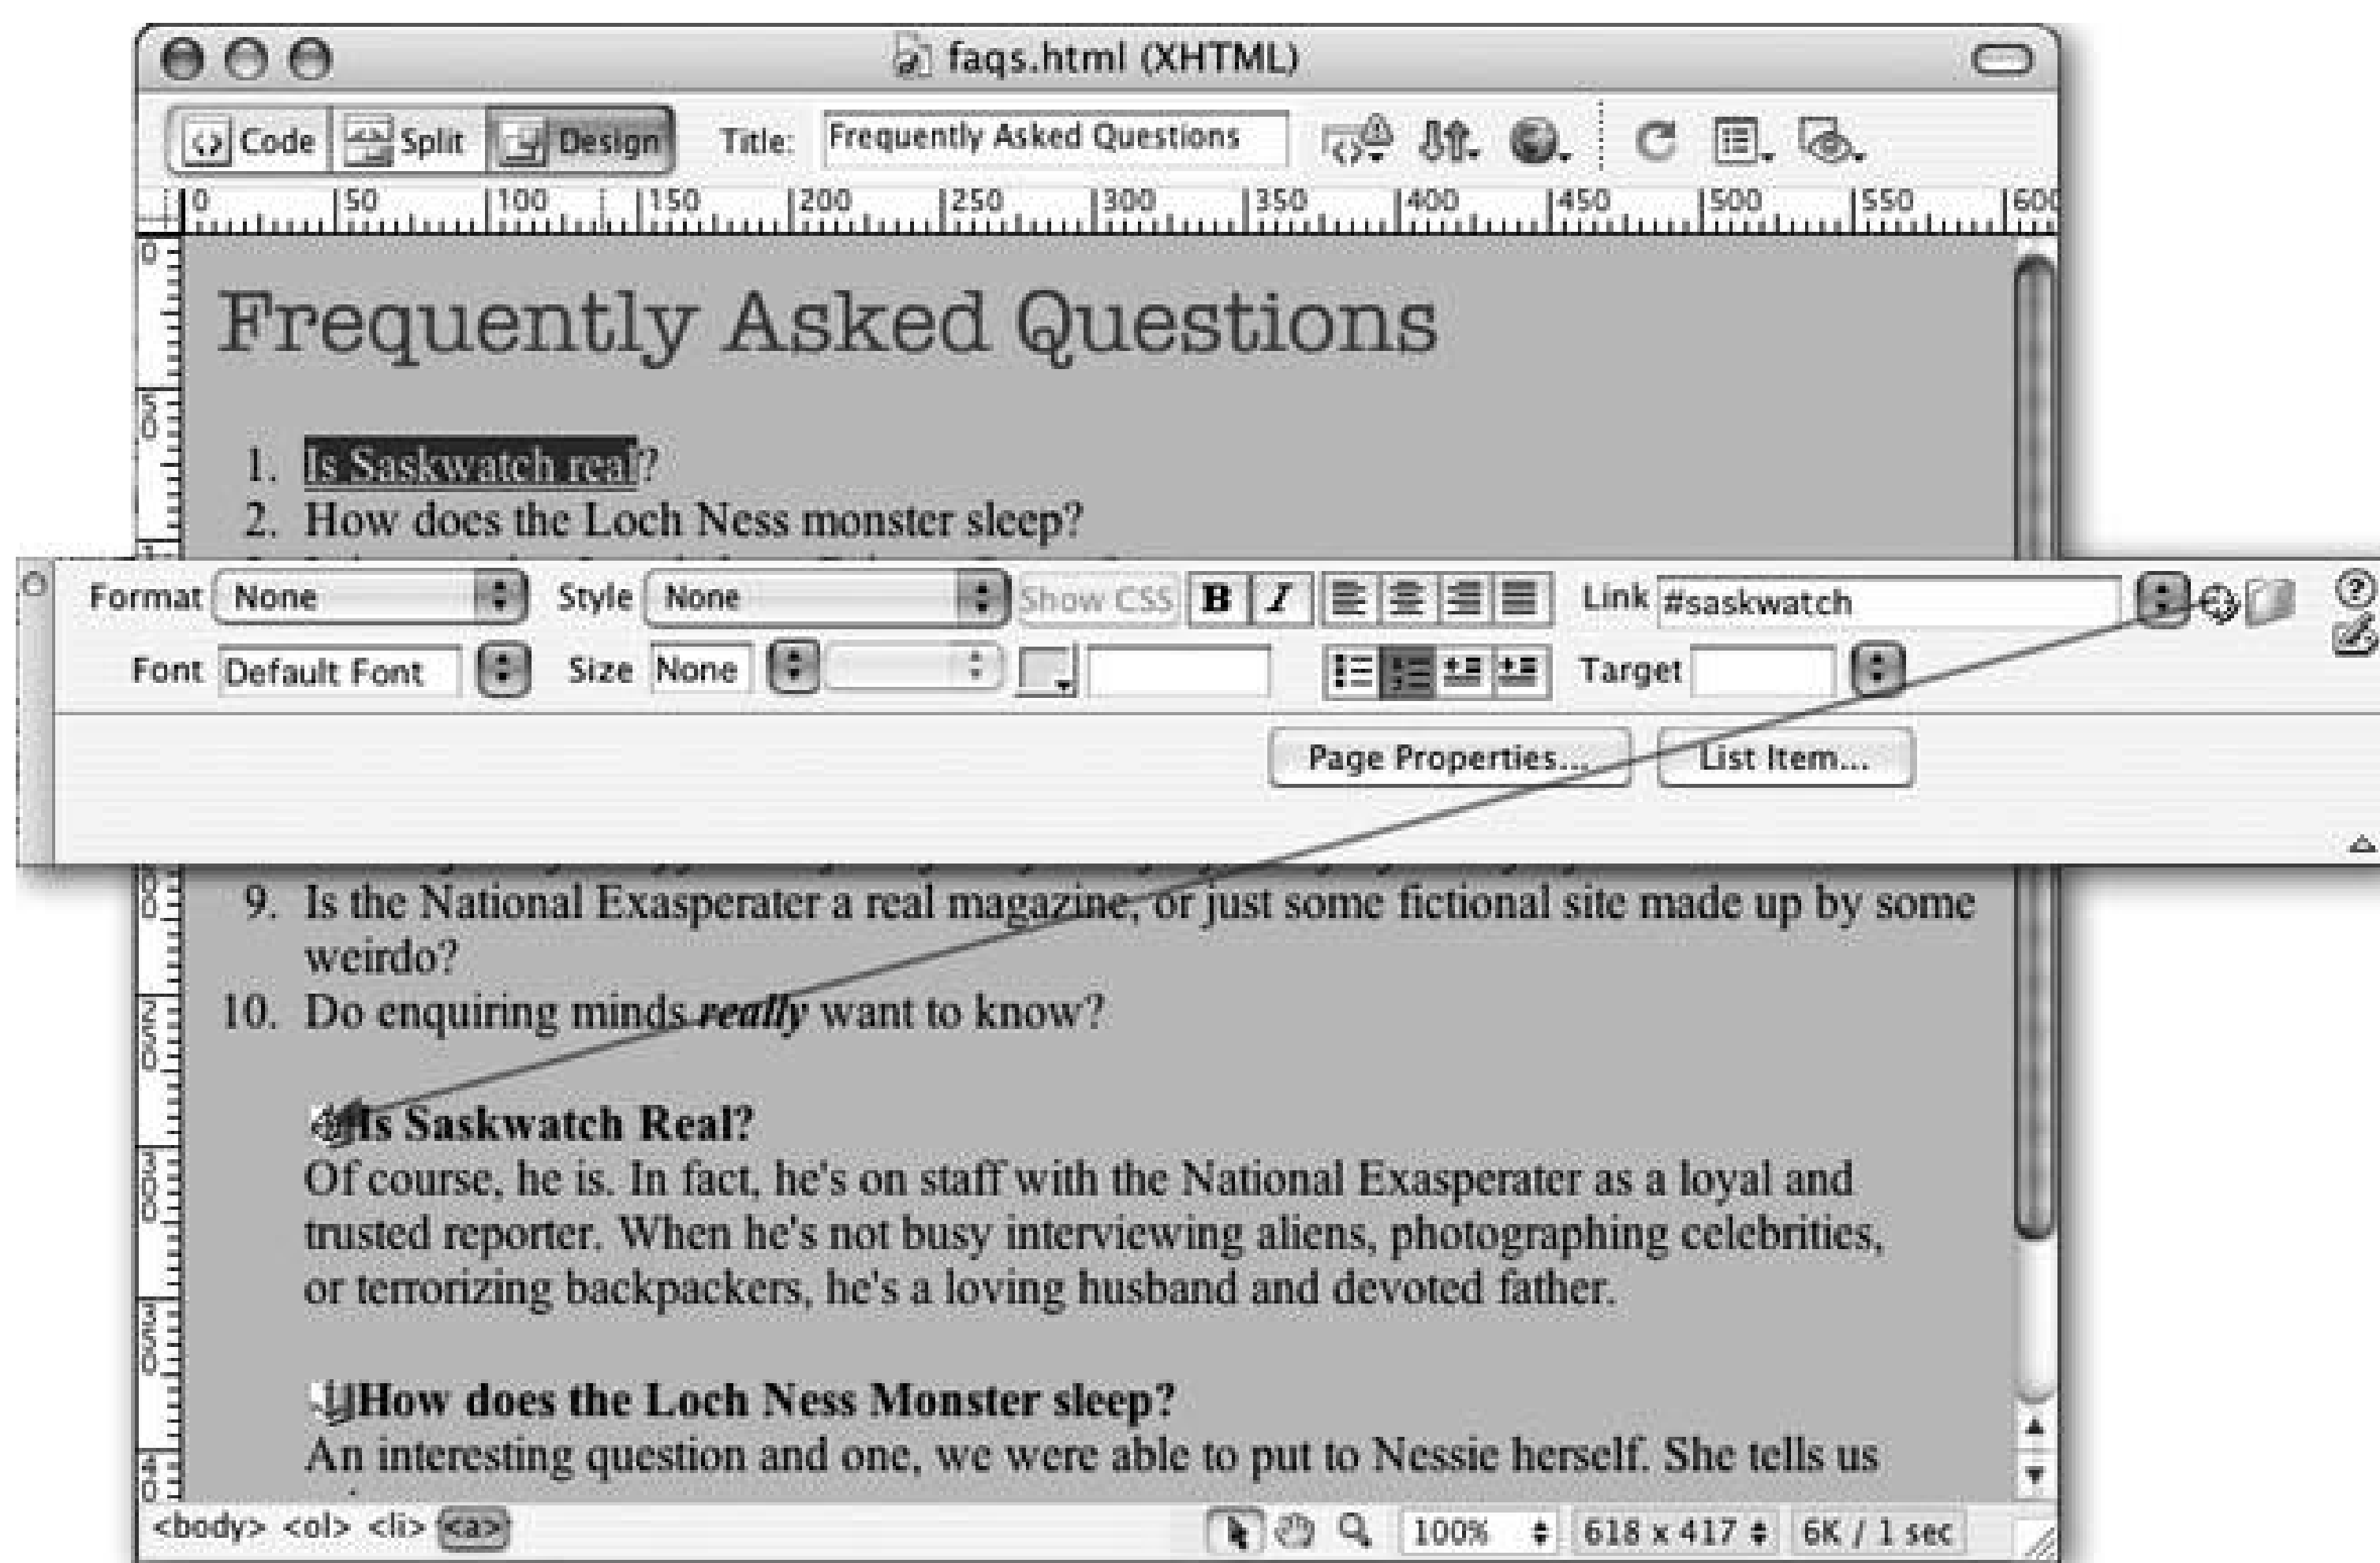 faqs.html (XHTML)
Code Split Design Title: Frequently Asked Questions
0 50 100 150 200 250 300 350 400 450 500 550 600
Frequently Asked Questions
1. Is Saskwatch real?
2. How does the Loch Ness monster sleep?
Format None Style None Show CSS B I Link #saskwatch
Font Default Font Size None Target
Page Properties... List Item...
9. Is the National Exasperater a real magazine, or just some fictional site made up by some
weirdo?
10. Do enquiring minds really want to know?
Is Saskwatch Real?
Of course, he is. In fact, he's on staff with the National Exasperater as a loyal and
trusted reporter. When he's not busy interviewing aliens, photographing celebrities,
or terrorizing backpackers, he's a loving husband and devoted father.
How does the Loch Ness Monster sleep?
An interesting question and one, we were able to put to Nessie herself. She tells us
<body> <ol> <li> <a> 100% 618 x 417 6K / 1 sec